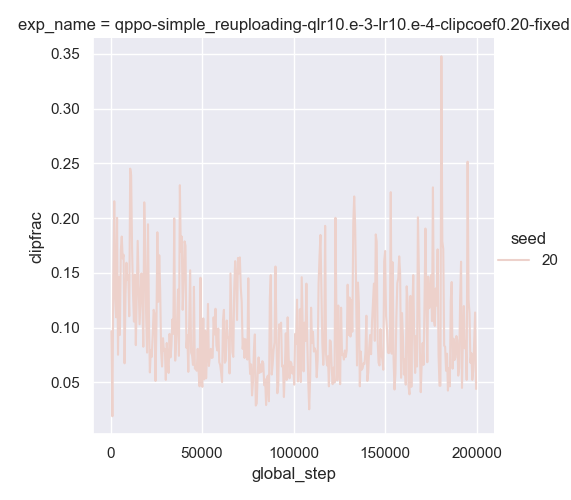 exp_name = qppo-simple_reuploading-qlr10.e-3-lr10.e-4-clipcoef0.20-fixed
0.35
0.30
0.25
0.20
0.15
0.10
0.05
clipfrac
0 50000 100000 150000 200000
global_step
seed
20